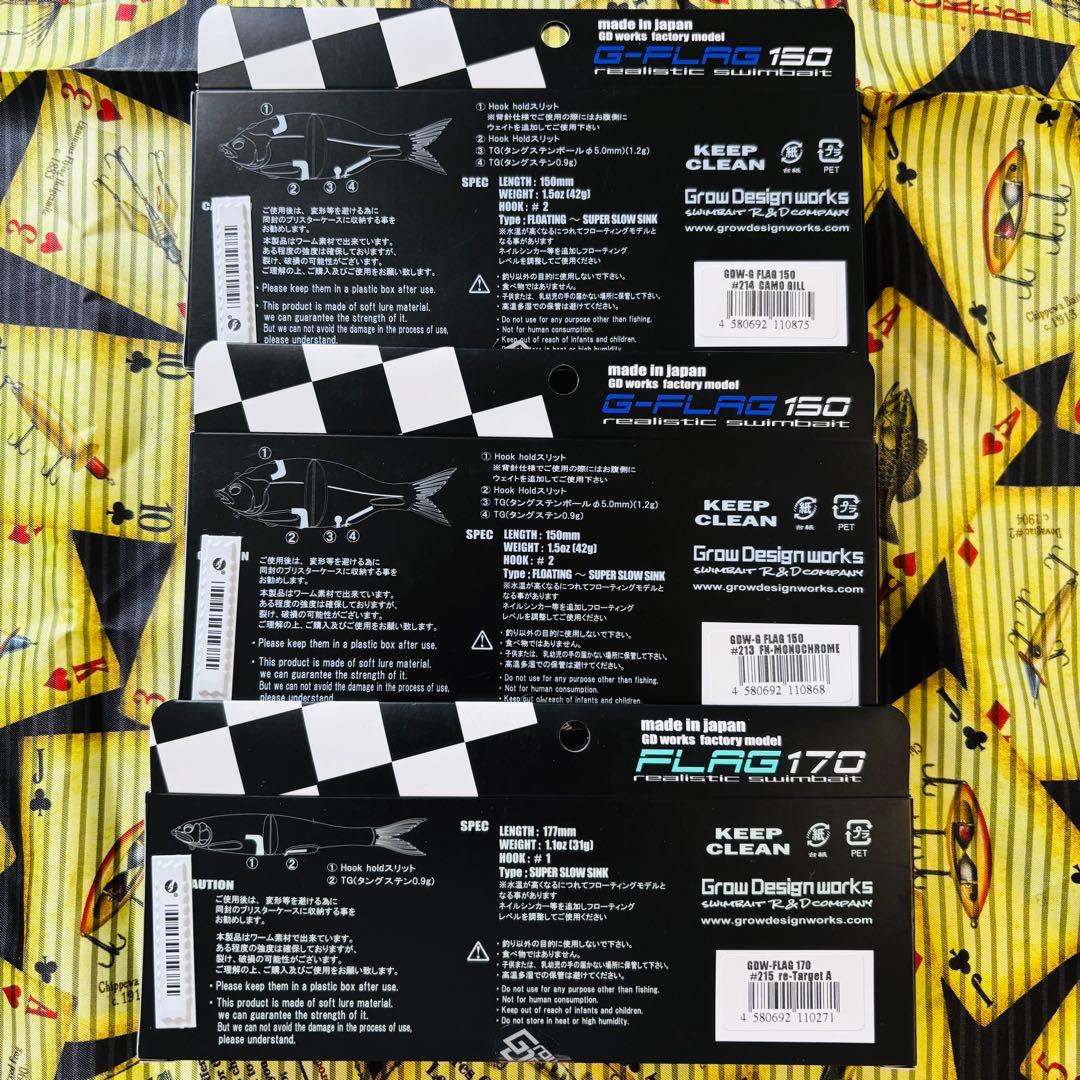 made in japan
GD works factory model
G-FLAG 150
realistic swimbait
①
② ③ ④
① Hook holdスリット
※背針仕様でご使用の際にはお腹側に
ウェイトを追加してご使用下さい
② Hook Holdスリット
③ TG(タングステンボールφ5.0mm)(1.2g)
④ TG(タングステン0.9g)
SPEC
LENGTH : 150mm
WEIGHT : 1.5oz (42g)
HOOK : # 2
Type : FLOATING ～ SUPER SLOW SINK
※水温が高くなるにつれてフローティングモデルと
なる事があります
ネイルシンカー等を追加しフローティング
レベルを調整してご使用ください
KEEP
CLEAN
紙
台紙
プラ
PET
Grow Design works
SWIMBAIT R&D COMPANY
www.growdesignworks.com
ご使用後は、変形等を避ける為に
同封のブリスターケースに収納する事を
お勧めします。
本製品はワーム素材で出来ています。
ある程度の強度は確保しておりますが、
裂け、破損の可能性がございます。
ご理解の上、ご購入及びご使用をお願い致します。
・Please keep them in a plastic box after use.
・This product is made of soft lure material.
we can guarantee the strength of it.
But we can not avoid the damage in the process of use,
please understand.
・釣り以外の目的に使用しないで下さい。
・食べ物ではありません。
・子供または、乳幼児の手の届かない場所に保管して下さい。
・高温多湿での保管は避けてください。
・Do not use for any purpose other than fishing.
・Not for human consumption.
・Keep out of reach of infants and children.
・Do not store in heat or high humidity.
GDW-G FLAG 150
#214 CAMO GILL
4 580692 110875
made in japan
GD works factory model
G-FLAG 150
realistic swimbait
①
② ③ ④
① Hook holdスリット
※背針仕様でご使用の際にはお腹側に
ウェイトを追加してご使用下さい
② Hook Holdスリット
③ TG(タングステンボールφ5.0mm)(1.2g)
④ TG(タングステン0.9g)
SPEC
LENGTH : 150mm
WEIGHT : 1.5oz (42g)
HOOK : # 2
Type : FLOATING ～ SUPER SLOW SINK
※水温が高くなるにつれてフローティングモデルと
なる事があります
ネイルシンカー等を追加しフローティング
レベルを調整してご使用ください
KEEP
CLEAN
紙
台紙
プラ
PET
Grow Design works
SWIMBAIT R&D COMPANY
www.growdesignworks.com
ご使用後は、変形等を避ける為に
同封のブリスターケースに収納する事を
お勧めします。
本製品はワーム素材で出来ています。
ある程度の強度は確保しておりますが、
裂け、破損の可能性がございます。
ご理解の上、ご購入及びご使用をお願い致します。
・Please keep them in a plastic box after use.
・This product is made of soft lure material.
we can guarantee the strength of it.
But we can not avoid the damage in the process of use,
please understand
・釣り以外の目的に使用しないで下さい。
・食べ物ではありません。
・子供または、乳幼児の手の届かない場所に保管して下さい。
・高温多湿での保管は避けてください。
・Do not use for any purpose other than fishing.
・Not for human consumption.
・Keep out of reach of infants and children.
GDW-G FLAG 150
#213 FN-MONOCHROME
4 580692 110868
made in japan
GD works factory model
FLAG 170
realistic swimbait
① ②
① Hook holdスリット
② TG(タングステン0.9g)
SPEC
LENGTH : 177mm
WEIGHT : 1.1oz (31g)
HOOK : # 1
Type : SUPER SLOW SINK
※水温が高くなるにつれてフローティングモデルと
なる事があります
ネイルシンカー等を追加しフローティング
レベルを調整してご使用ください
KEEP
CLEAN
紙
台紙
プラ
PET
Grow Design works
SWIMBAIT R&D COMPANY
www.growdesignworks.com
AUTION
ご使用後は、変形等を避ける為に
同封のブリスターケースに収納する事を
お勧めします。
本製品はワーム素材で出来ています。
ある程度の強度は確保しておりますが、
裂け、破損の可能性がございます。
ご理解の上、ご購入及びご使用をお願い致します。
・Please keep them in a plastic box after use.
・This product is made of soft lure material.
we can guarantee the strength of it.
But we can not avoid the damage in the process of use,
please understand.
・釣り以外の目的に使用しないで下さい。
・食べ物ではありません。
・子供または、乳幼児の手の届かない場所に保管して下さい。
・高温多湿での保管は避けてください。
・Do not use for any purpose other than fishing.
・Not for human consumption.
・Keep out of reach of infants and children.
・Do not store in heat or high humidity.
GDW-FLAG 170
#215 re-Target A
4 580692 110271